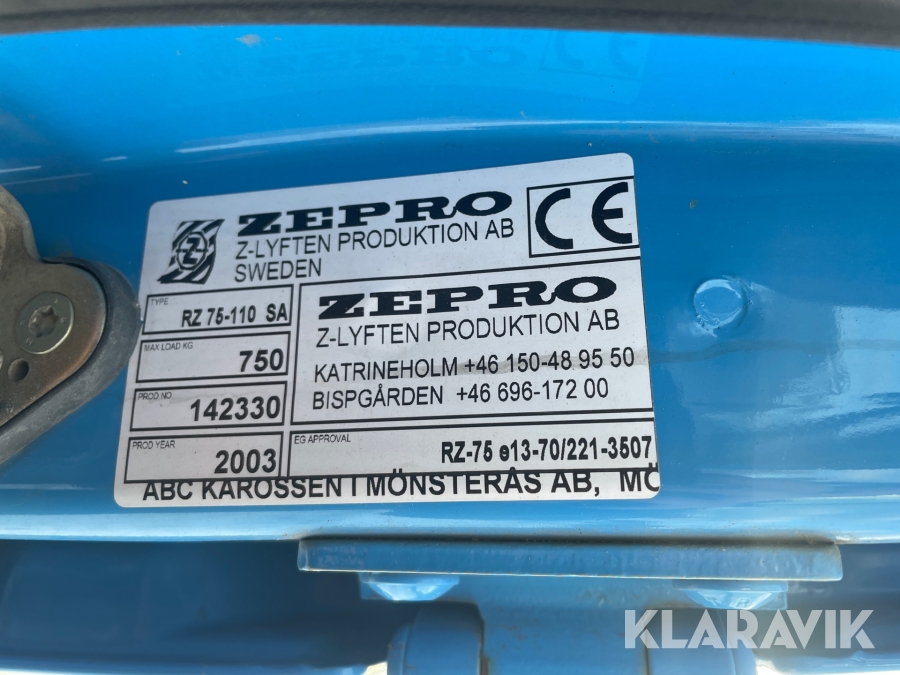 ZEPRO
Z-LYFTEN PRODUKTION AB
SWEDEN
CE
TYPE
RZ 75-110 SA
MAX LOAD KG
750
PROD NO
142330
PROD YEAR
2003
ZEPRO
Z-LYFTEN PRODUKTION AB
KATRINEHOLM +46 150-48 95 50
BISPGÅRDEN +46 696-172 00
EG APPROVAL
RZ-75 e13-70/221-3507
ABC KAROSSEN I MÖNSTERÅS AB, MÖ
KLARAVIK